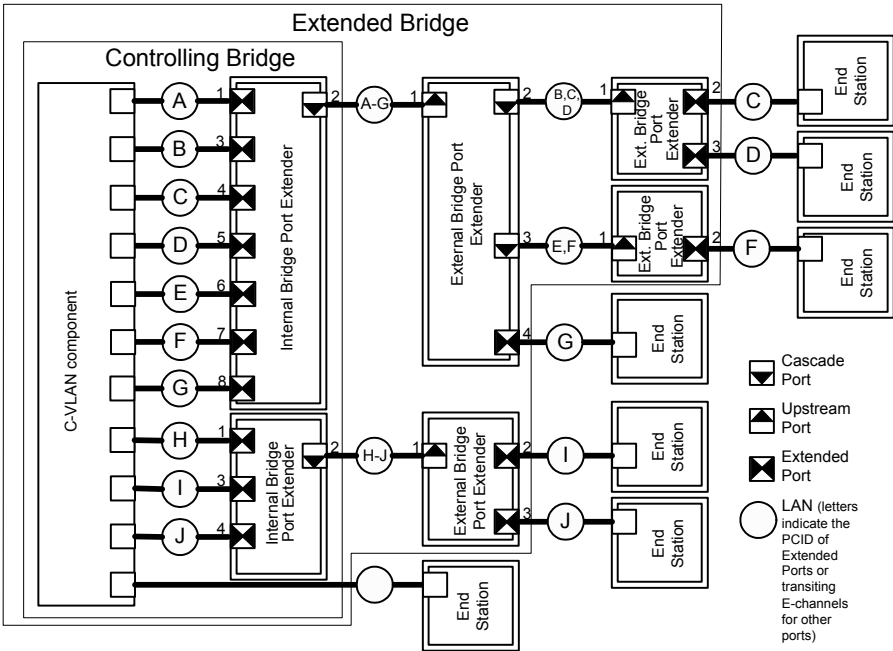 Extended Bridge
Controlling Bridge
C-VLAN component
A
B
C
D
E
F
G
H
I
J
1
3
4
5
6
7
8
1
3
4
Internal Bridge Port Extender
2
Internal Bridge
Port Extender
2
A-G
H-J
1
External Bridge Port
Extender
2
3
4
1
External Bridge
Port Extender
2
3
B,C,
D
E,F
1
Ext. Bridge
Port
Extender
2
3
1
Ext. Bridge
Port
Extender
2
C
D
F
G
I
J
End
Station
End
Station
End
Station
End
Station
End
Station
End
Station
End
Station
Cascade
Port
Upstream
Port
Extended
Port
LAN (letters
indicate the
PCID of
Extended
Ports or
transiting
E-channels
for other
ports)